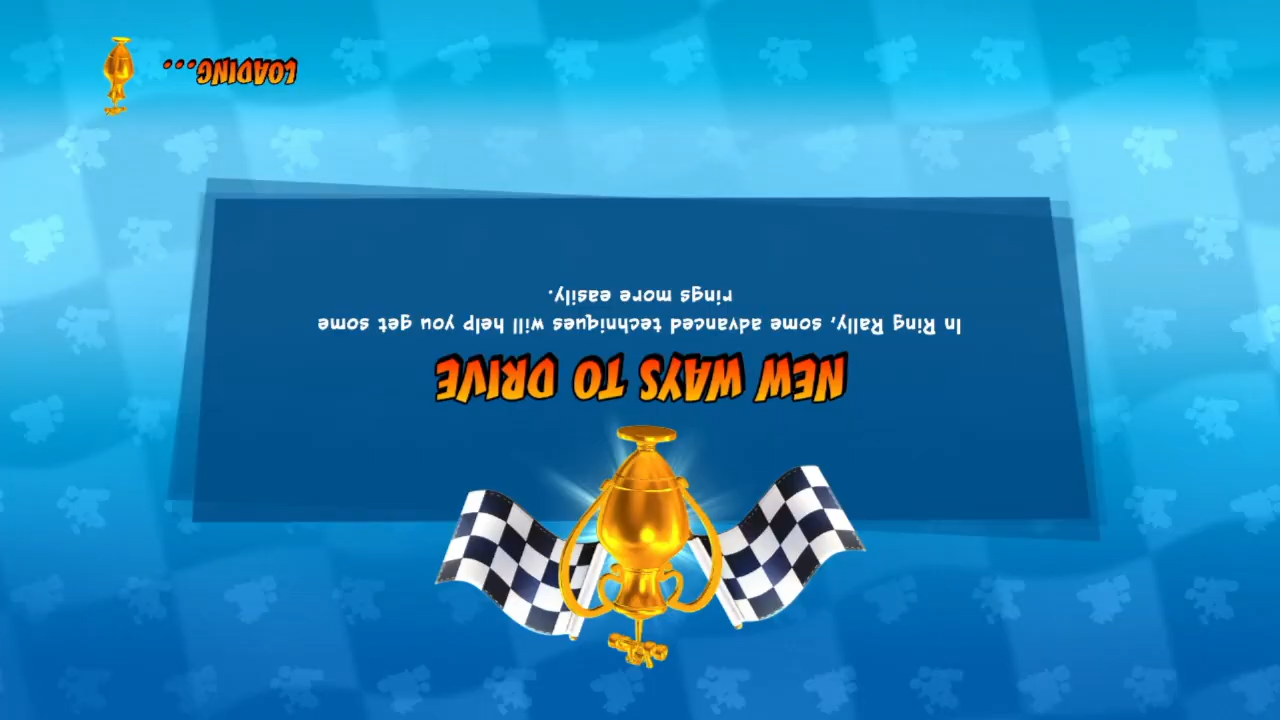 NEW WAYS TO DRIVE
In Ring Rally, some advanced techniques will help you get some
rings more easily.
LOADING...